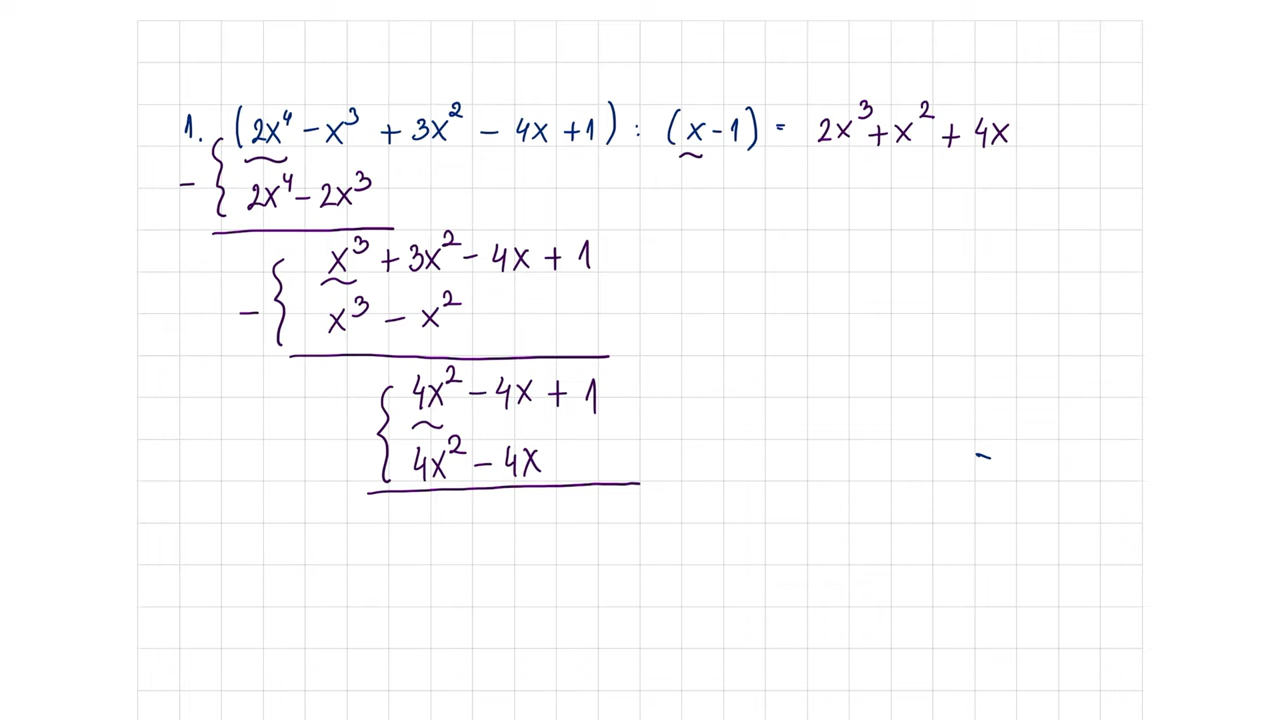 1. (2x⁴ - x³ + 3x² - 4x + 1) : (x - 1) = 2x³ + x² + 4x
- { 2x⁴ - 2x³
x³ + 3x² - 4x + 1
- { x³ - x²
4x² - 4x + 1
{ 4x² - 4x
-